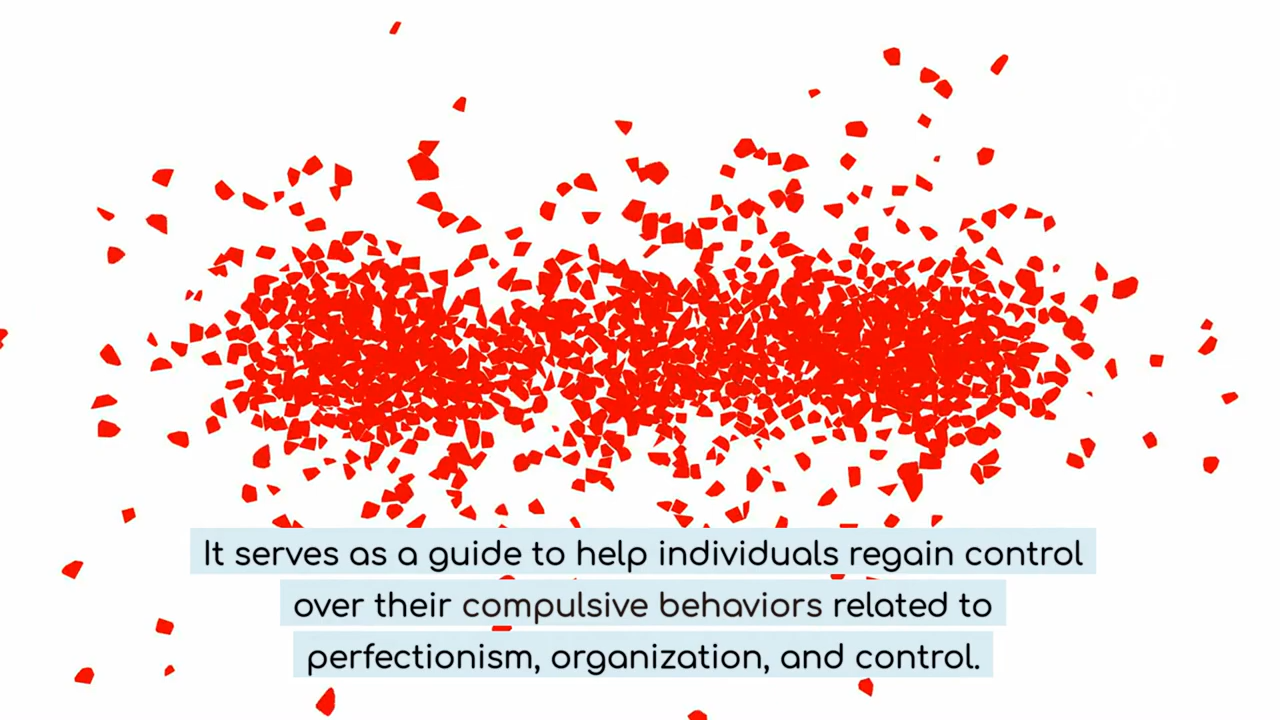 It serves as a guide to help individuals regain control
over their compulsive behaviors related to
perfectionism, organization, and control.